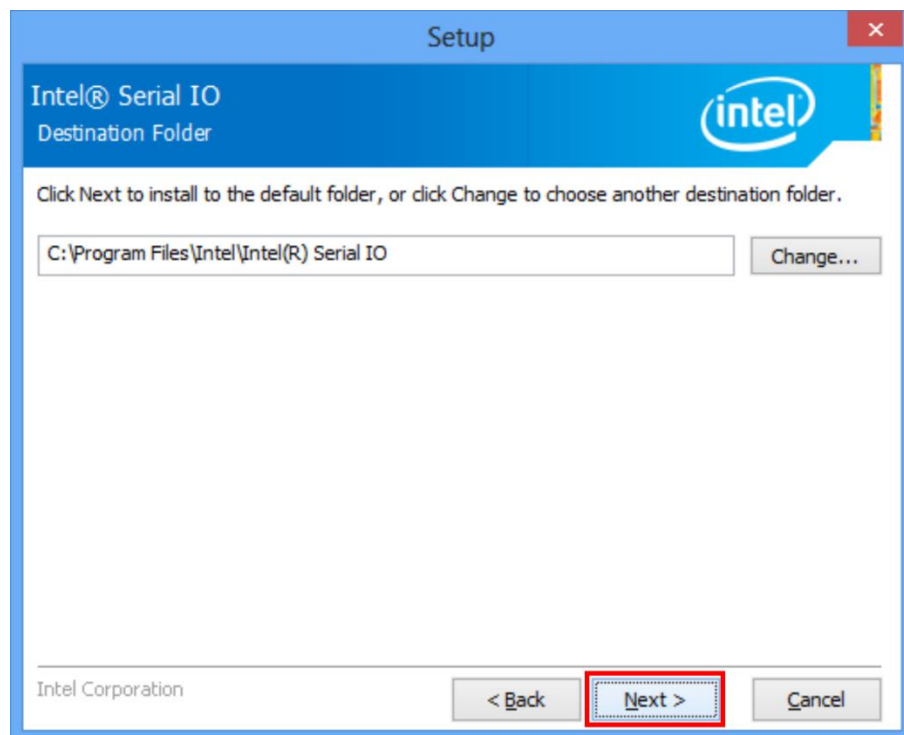 Setup
Intel® Serial IO
Destination Folder
intel
Click Next to install to the default folder, or click Change to choose another destination folder.
C:\Program Files\Intel\Intel(R) Serial IO
Change...
Intel Corporation
< Back
Next >
Cancel